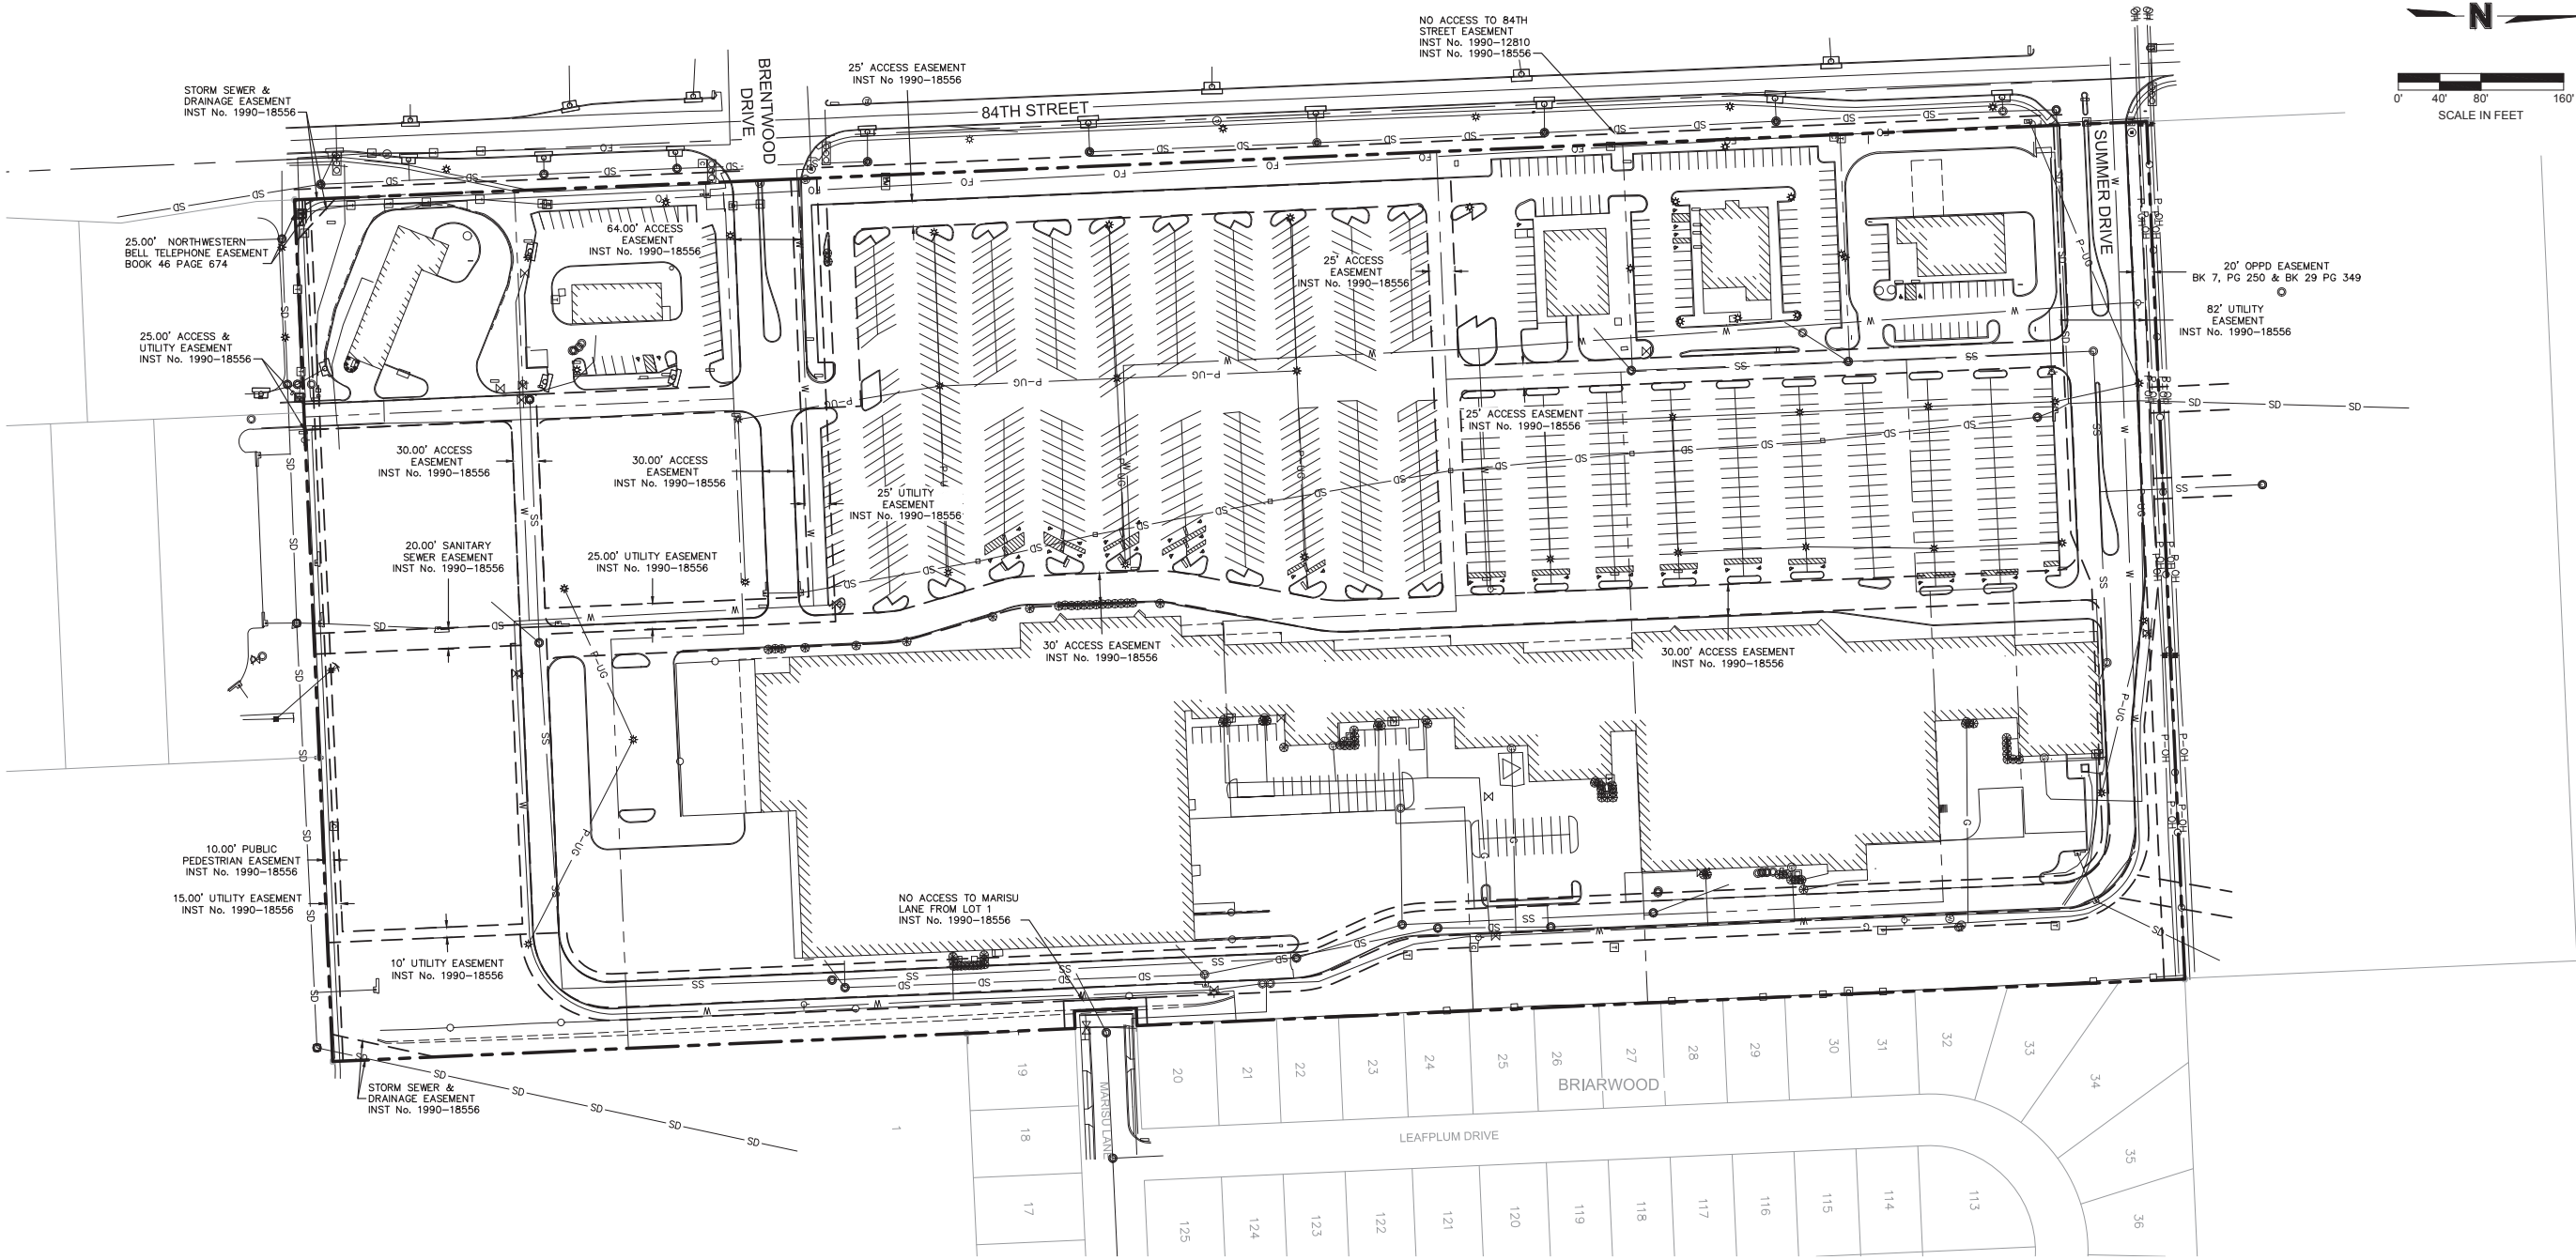 NO ACCESS TO 84TH
STREET EASEMENT
INST No. 1990-12810
INST No. 1990-18556
N
0' 40' 80' 160'
SCALE IN FEET
STORM SEWER &
DRAINAGE EASEMENT
INST No. 1990-18556
BRENTWOOD
DRIVE
25' ACCESS EASEMENT
INST No 1990-18556
84TH STREET
SUMMER DRIVE
25.00' NORTHWESTERN
BELL TELEPHONE EASEMENT
BOOK 46 PAGE 674
64.00' ACCESS
EASEMENT
INST No. 1990-18556
25' ACCESS
EASEMENT
INST No. 1990-18556
20' OPPD EASEMENT
BK 7, PG 250 & BK 29 PG 349
82' UTILITY
EASEMENT
INST No. 1990-18556
25.00' ACCESS &
UTILITY EASEMENT
INST No. 1990-18556
25' ACCESS EASEMENT
INST No. 1990-18556
30.00' ACCESS
EASEMENT
INST No. 1990-18556
30.00' ACCESS
EASEMENT
INST No. 1990-18556
25' UTILITY
EASEMENT
INST No. 1990-18556
20.00' SANITARY
SEWER EASEMENT
INST No. 1990-18556
25.00' UTILITY EASEMENT
INST No. 1990-18556
30' ACCESS EASEMENT
INST No. 1990-18556
30.00' ACCESS EASEMENT
INST No. 1990-18556
10.00' PUBLIC
PEDESTRIAN EASEMENT
INST No. 1990-18556
15.00' UTILITY EASEMENT
INST No. 1990-18556
NO ACCESS TO MARISU
LANE FROM LOT 1
INST No. 1990-18556
10' UTILITY EASEMENT
INST No. 1990-18556
STORM SEWER &
DRAINAGE EASEMENT
INST No. 1990-18556
MARISU LANE
BRIARWOOD
LEAFPLUM DRIVE
1
19
18
17
20
21
22
23
24
25
26
27
28
29
30
31
32
33
34
35
36
125
124
123
122
121
120
119
118
117
116
115
114
113